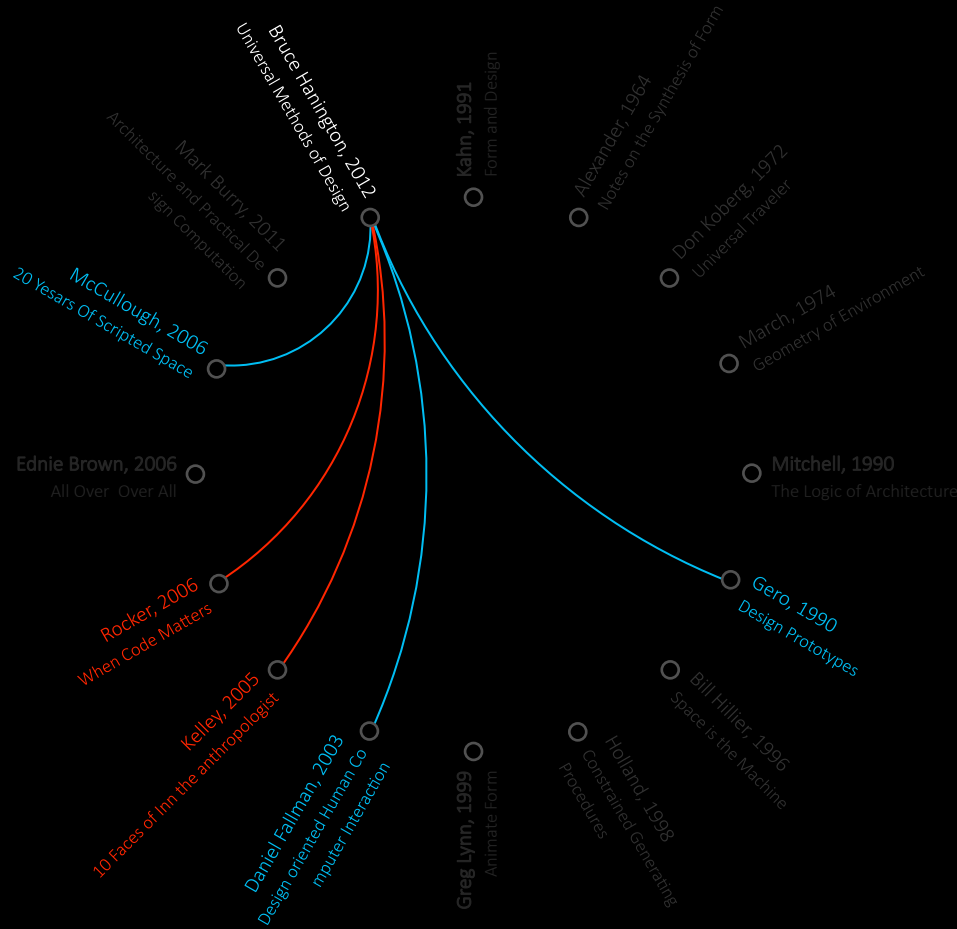 Bruce Hanington, 2012
Universal Methods of Design
Kahn, 1991
Form and Design
Alexander, 1964
Notes on the Synthesis of Form
Don Koberg, 1972
Universal Traveler
March, 1974
Geometry of Environment
Mitchell, 1990
The Logic of Architecture
Gero, 1990
Design Prototypes
Bill Hillier, 1996
Space is the Machine
Holland, 1998
Constrained Generating
Procedures
Greg Lynn, 1999
Animate Form
Daniel Fallman, 2003
Design oriented Human Co
mputer Interaction
Kelley, 2005
10 Faces of Inn the anthropologist
Rocker, 2006
When Code Matters
Ednie Brown, 2006
All Over  Over All
McCullough, 2006
20 Yesars Of Scripted Space
Mark Burry, 2011
Architecture and Practical De
sign Computation